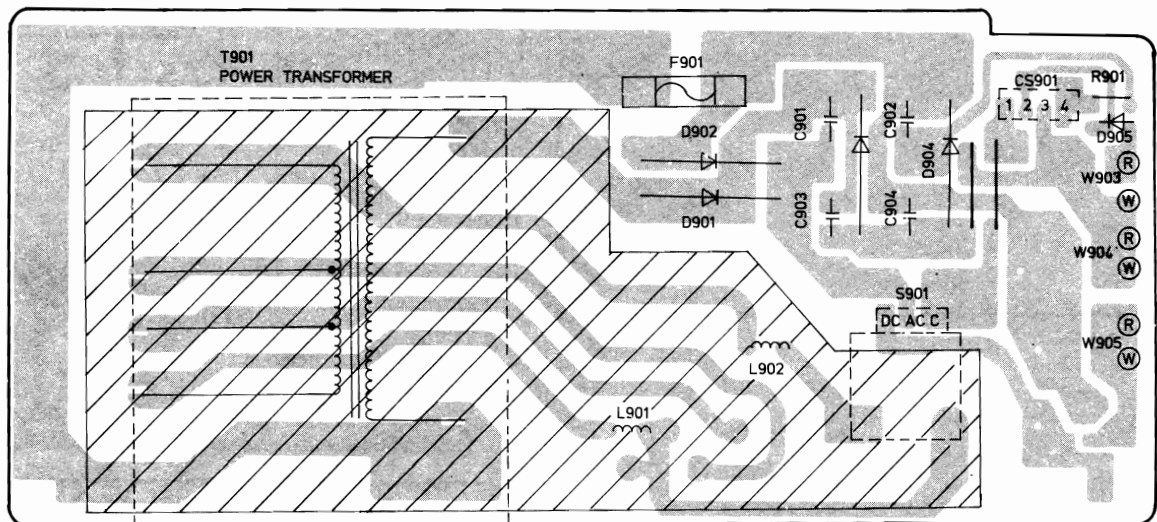 T901
POWER TRANSFORMER
F901
CS901
R901
1 2 3 4
D902
C901
C902
D904
D905
D901
C903
C904
W903
R
W
W904
R
W
S901
DC AC C
W905
R
W
L902
L901